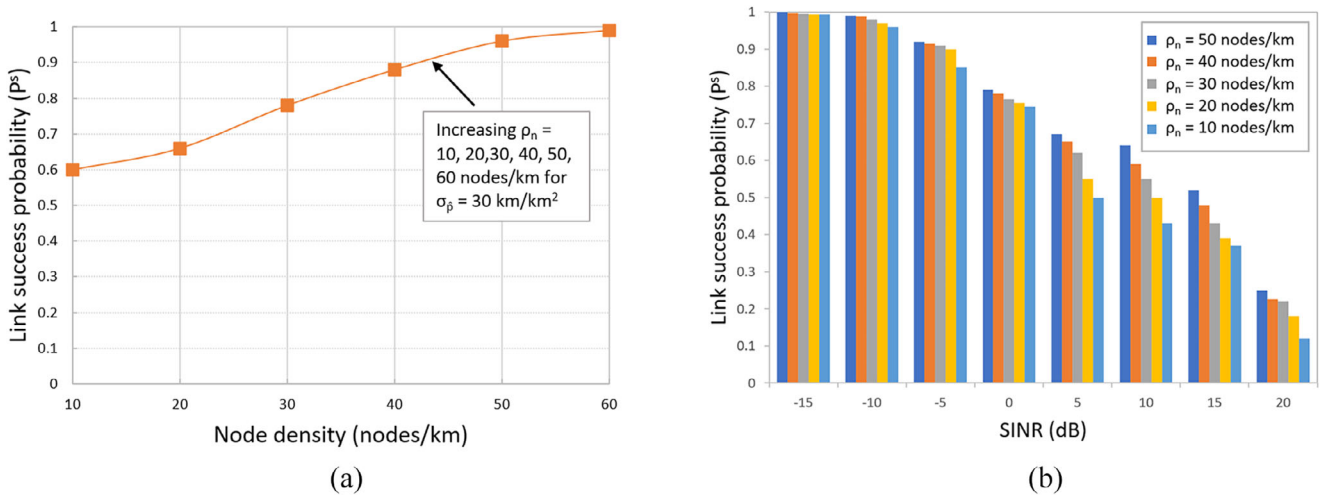 Link success probability (Pˢ)
1
0.9
0.8
0.7
0.6
0.5
0.4
0.3
0.2
0.1
0
10
20
30
40
50
60
Node density (nodes/km)
Increasing ρₙ =
10, 20,30, 40, 50,
60 nodes/km for
σ_p̂ = 30 km/km²
(a)
Link success probability (Pˢ)
1
0.9
0.8
0.7
0.6
0.5
0.4
0.3
0.2
0.1
0
-15
-10
-5
0
5
10
15
20
SINR (dB)
ρₙ = 50 nodes/km
ρₙ = 40 nodes/km
ρₙ = 30 nodes/km
ρₙ = 20 nodes/km
ρₙ = 10 nodes/km
(b)